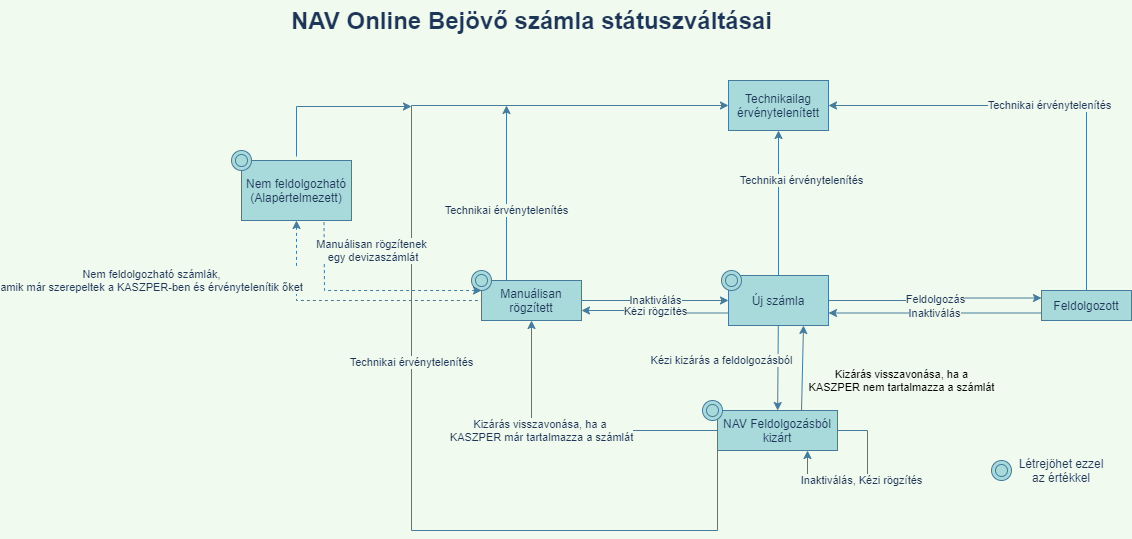 NAV Online Bejövő számla státuszváltásai
Technikailag
érvénytelenített
Technikai érvénytelenítés
Nem feldolgozható
(Alapértelmezett)
Technikai érvénytelenítés
Technikai érvénytelenítés
Manuálisan rögzítenek
egy devizaszámlát
Nem feldolgozható számlák,
amik már szerepeltek a KASZPER-ben és érvénytelenítik őket
Manuálisan
rögzített
Inaktiválás
Kézi rögzítés
Új számla
Feldolgozás
Inaktiválás
Feldolgozott
Technikai érvénytelenítés
Kézi kizárás a feldolgozásból
Kizárás visszavonása, ha a
KASZPER nem tartalmazza a számlát
Kizárás visszavonása, ha a
KASZPER már tartalmazza a számlát
NAV Feldolgozásból
kizárt
Inaktiválás, Kézi rögzítés
Létrejöhet ezzel
az értékkel